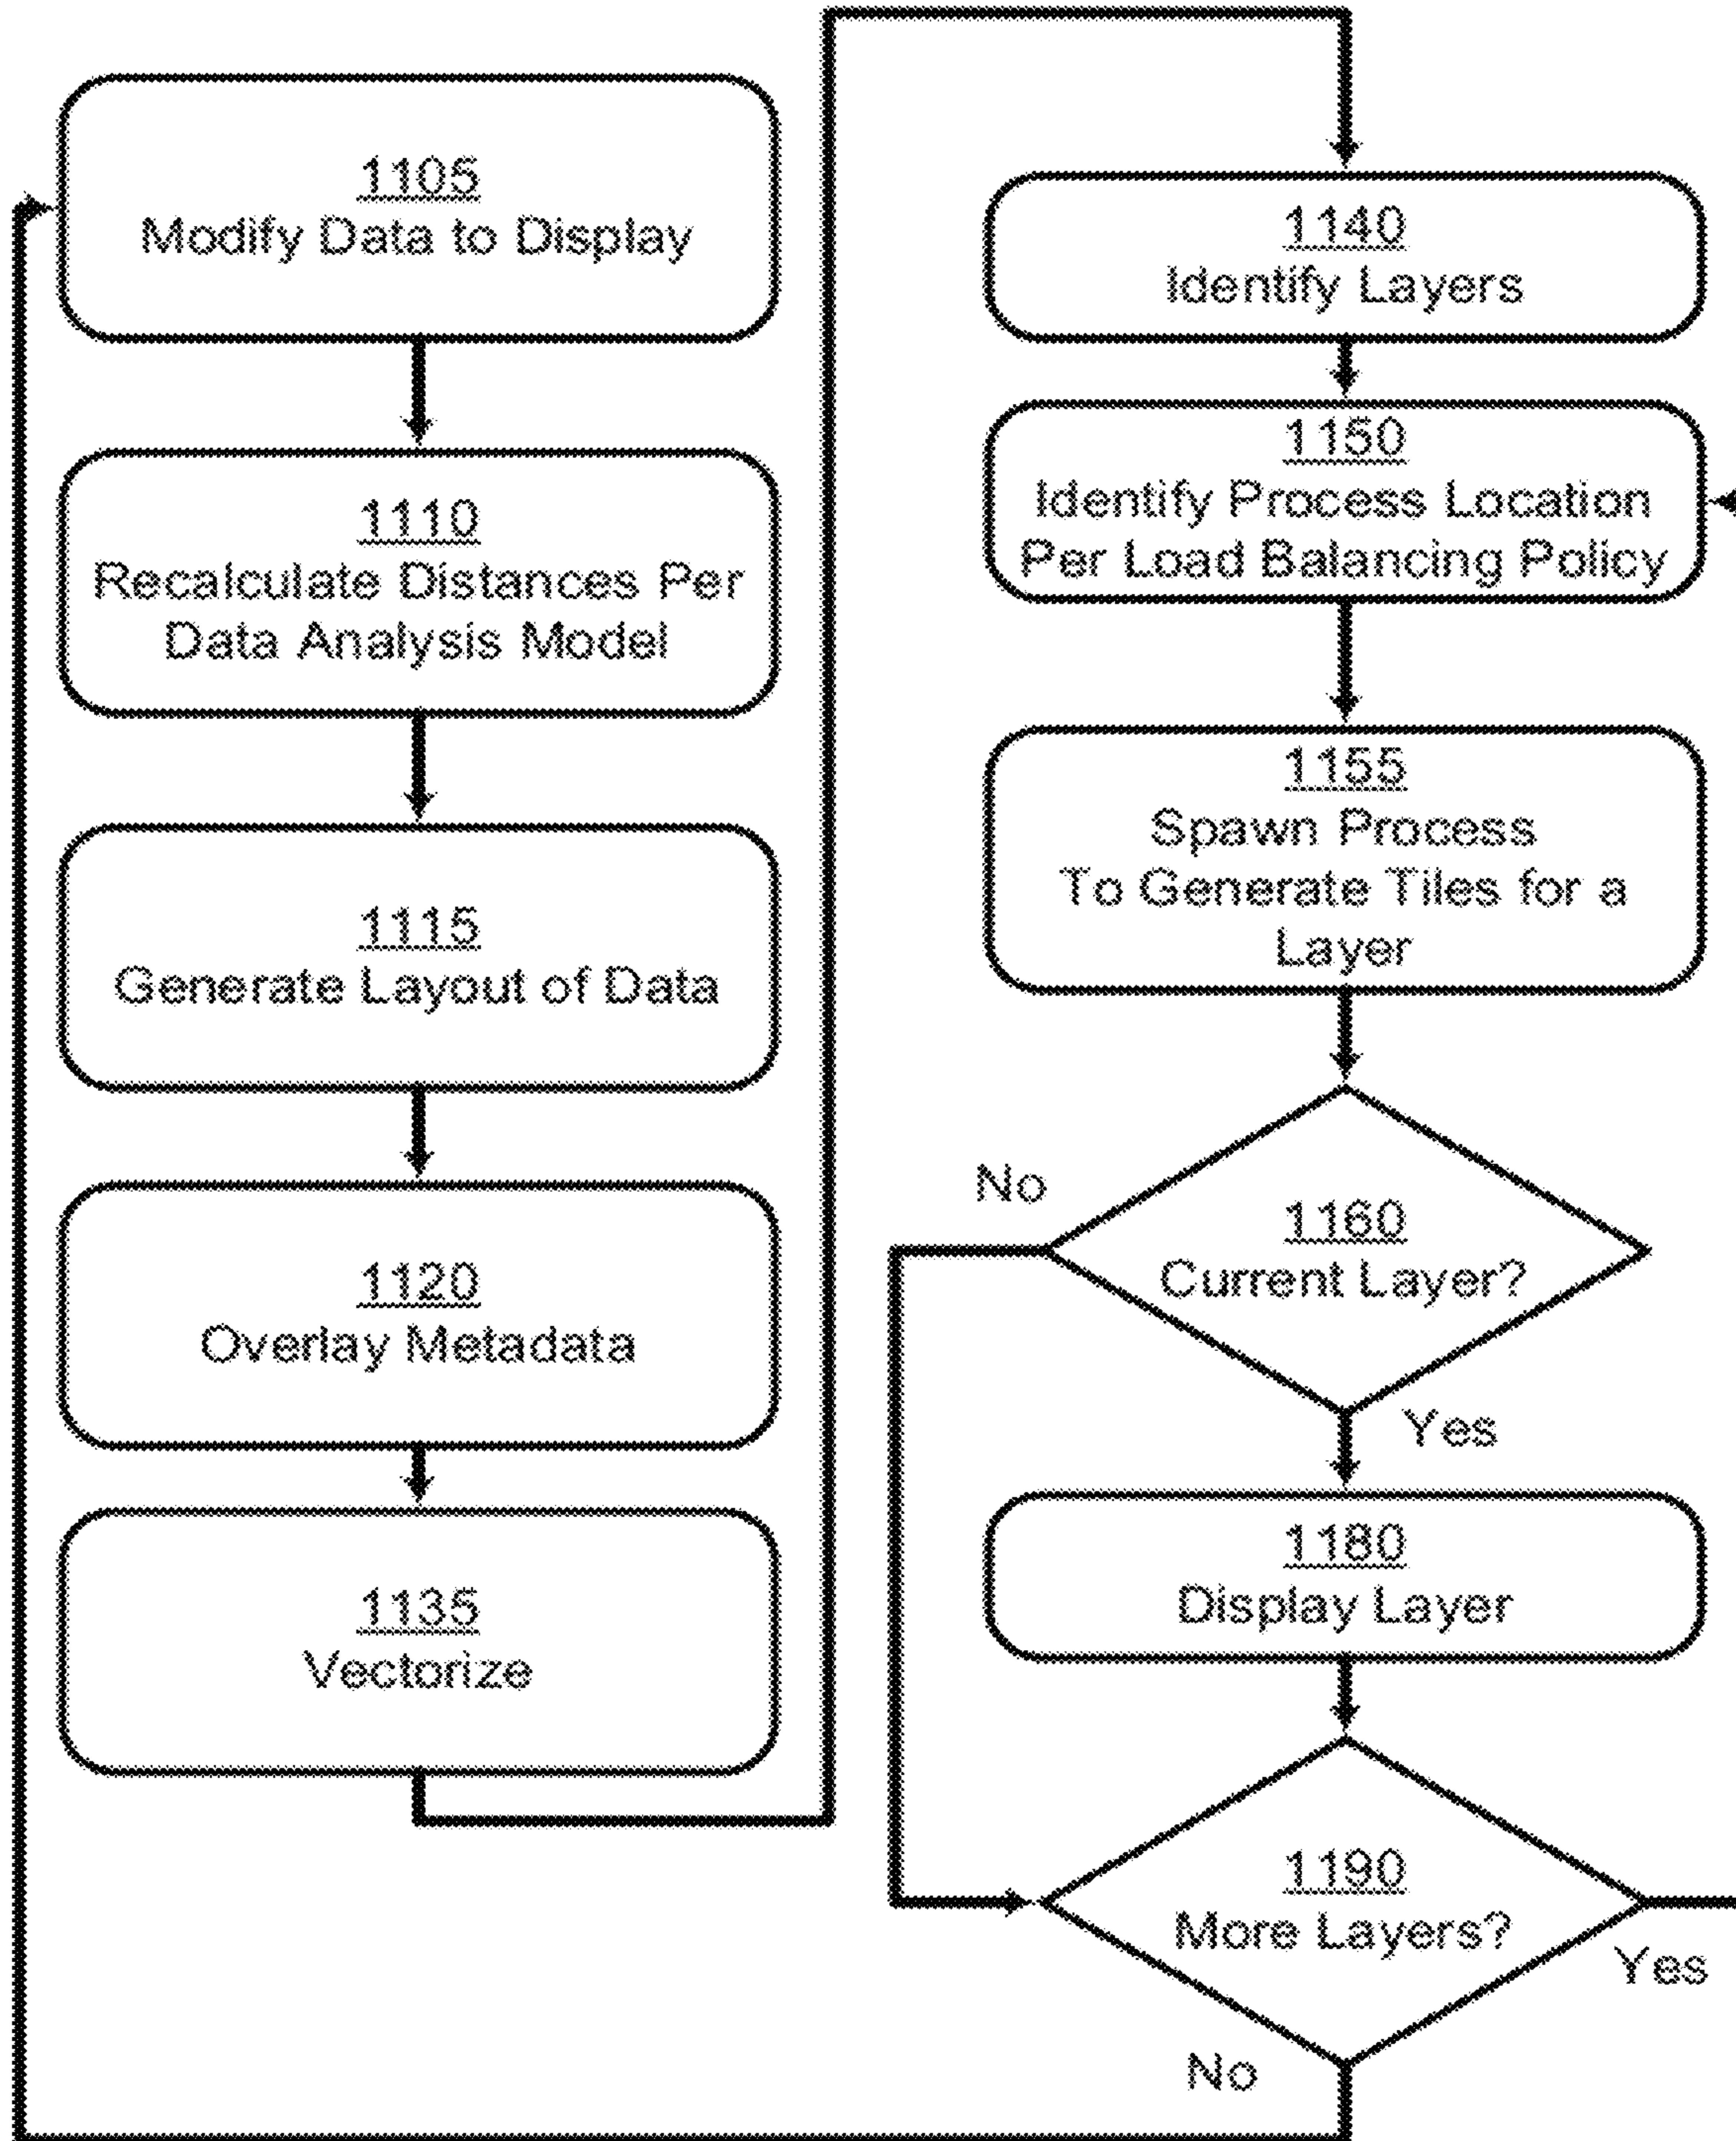 1105
Modify Data to Display
1110
Recalculate Distances Per
Data Analysis Model
1115
Generate Layout of Data
1120
Overlay Metadata
1135
Vectorize
1140
Identify Layers
1150
Identify Process Location
Per Load Balancing Policy
1155
Spawn Process
To Generate Tiles for a
Layer
No
1160
Current Layer?
Yes
1180
Display Layer
1190
More Layers?
Yes
No